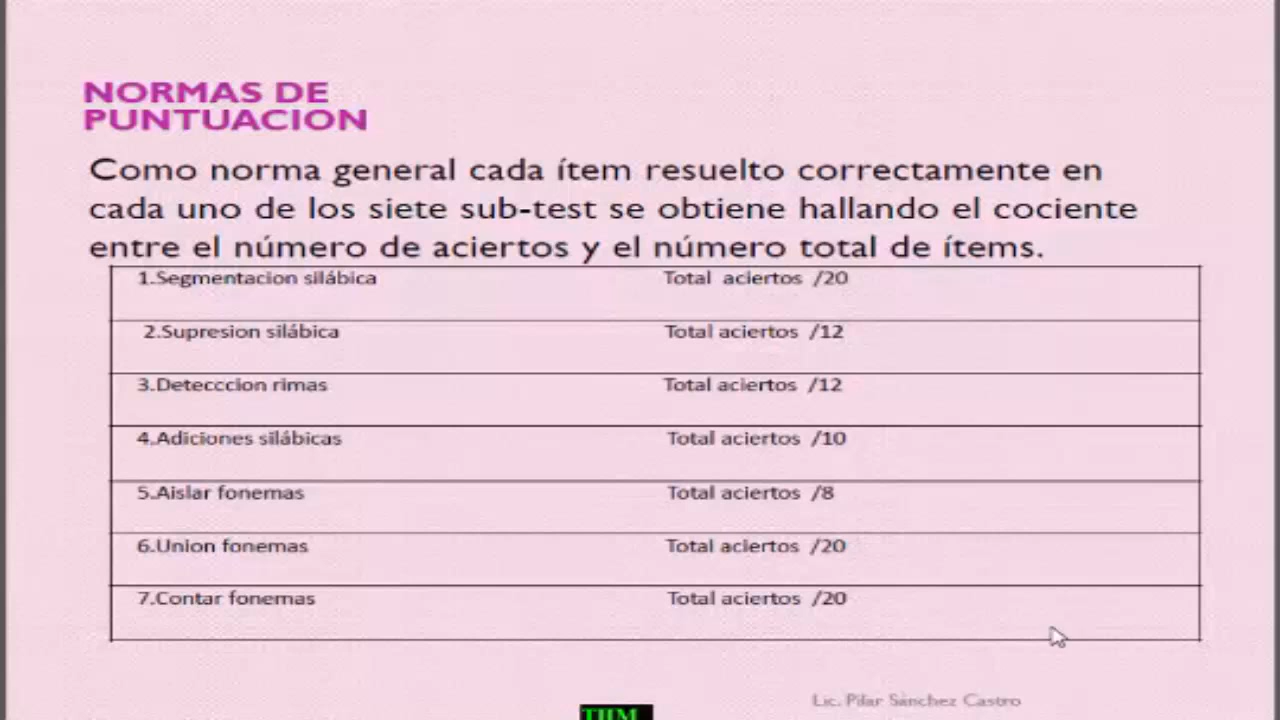 NORMAS DE
PUNTUACION
Como norma general cada ítem resuelto correctamente en
cada uno de los siete sub-test se obtiene hallando el cociente
entre el número de aciertos y el número total de ítems.
1.Segmentacion silábica Total aciertos /20
2.Supresion silábica Total aciertos /12
3.Detecccion rimas Total aciertos /12
4.Adiciones silábicas Total aciertos /10
5.Aislar fonemas Total aciertos /8
6.Union fonemas Total aciertos /20
7.Contar fonemas Total aciertos /20
Lic. Pilar Sánchez Castro